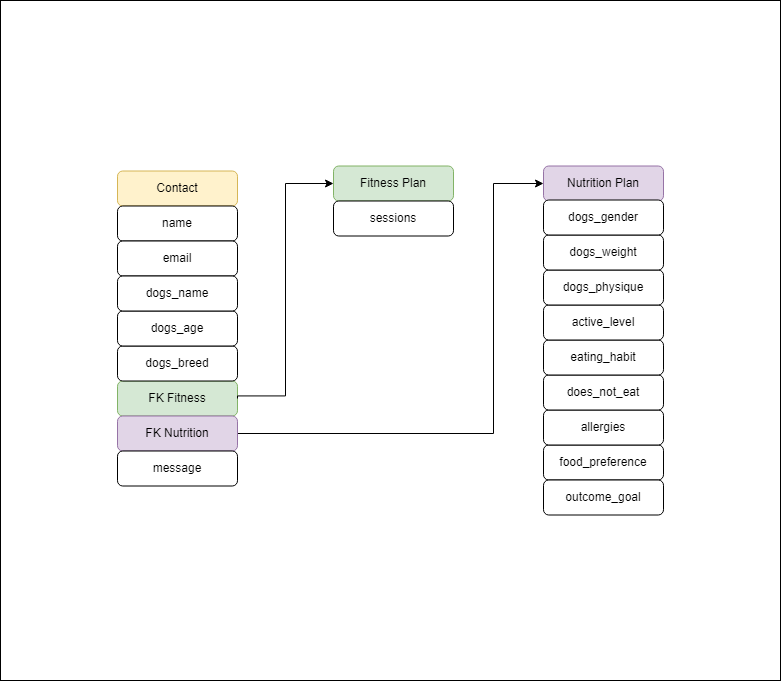 Contact
name
email
dogs_name
dogs_age
dogs_breed
FK Fitness
FK Nutrition
message
Fitness Plan
sessions
Nutrition Plan
dogs_gender
dogs_weight
dogs_physique
active_level
eating_habit
does_not_eat
allergies
food_preference
outcome_goal